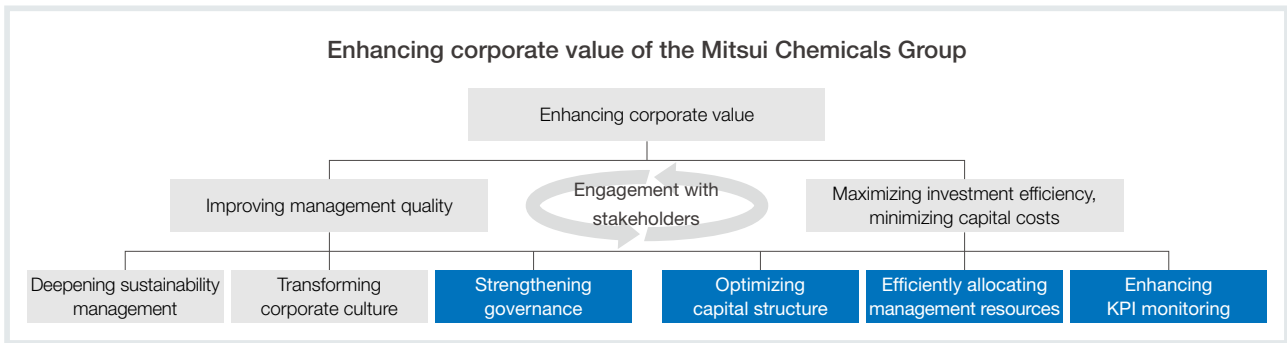 Enhancing corporate value of the Mitsui Chemicals Group
Enhancing corporate value
Improving management quality
Engagement with
stakeholders
Maximizing investment efficiency,
minimizing capital costs
Deepening sustainability
management
Transforming
corporate culture
Strengthening
governance
Optimizing
capital structure
Efficiently allocating
management resources
Enhancing
KPI monitoring